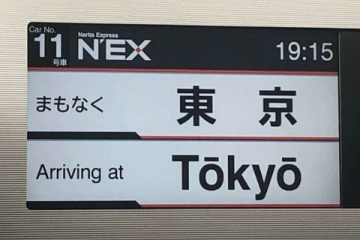 Car No. Narita Express
11 号車 N'EX 19:15
まもなく 東京
Arriving at Tōkyō